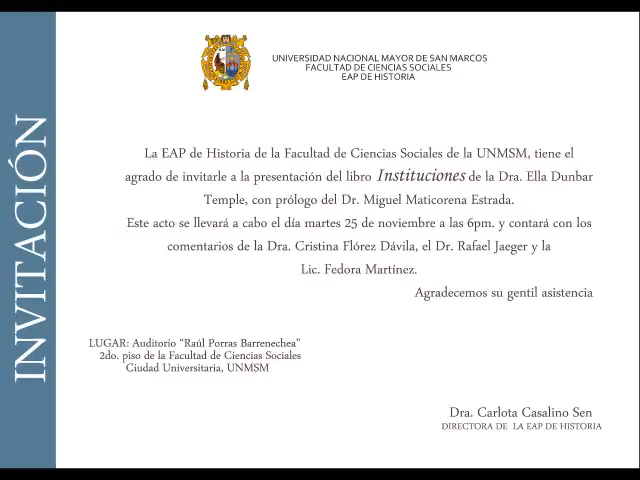 INVITACIÓN
UNIVERSIDAD NACIONAL MAYOR DE SAN MARCOS
FACULTAD DE CIENCIAS SOCIALES
EAP DE HISTORIA
La EAP de Historia de la Facultad de Ciencias Sociales de la UNMSM, tiene el
agrado de invitarle a la presentación del libro Instituciones de la Dra. Ella Dunbar
Temple, con prólogo del Dr. Miguel Maticorena Estrada.
Este acto se llevará a cabo el día martes 25 de noviembre a las 6pm. y contará con los
comentarios de la Dra. Cristina Flórez Dávila, el Dr. Rafael Jaeger y la
Lic. Fedora Martínez.
Agradecemos su gentil asistencia
LUGAR: Auditorio “Raúl Porras Barrenechea”
2do. piso de la Facultad de Ciencias Sociales
Ciudad Universitaria, UNMSM
Dra. Carlota Casalino Sen
DIRECTORA DE LA EAP DE HISTORIA